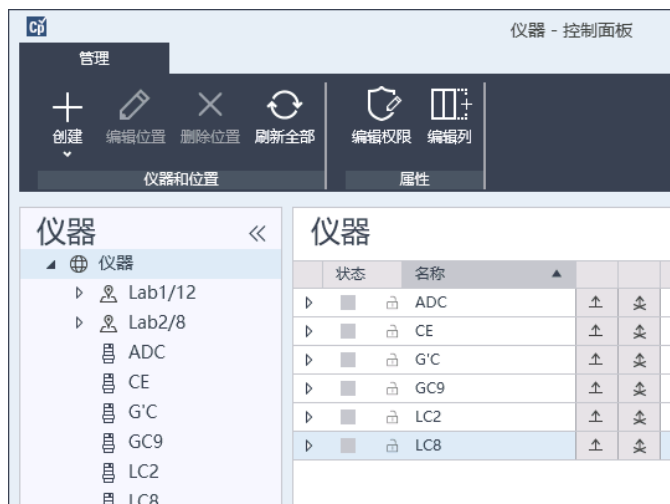 Cp
仪器 - 控制面板
管理
创建
编辑位置
删除位置
刷新全部
编辑权限
编辑列
仪器和位置
属性
仪器
仪器
Lab1/12
Lab2/8
ADC
CE
G'C
GC9
LC2
LC8
仪器
状态 名称
ADC
CE
G'C
GC9
LC2
LC8